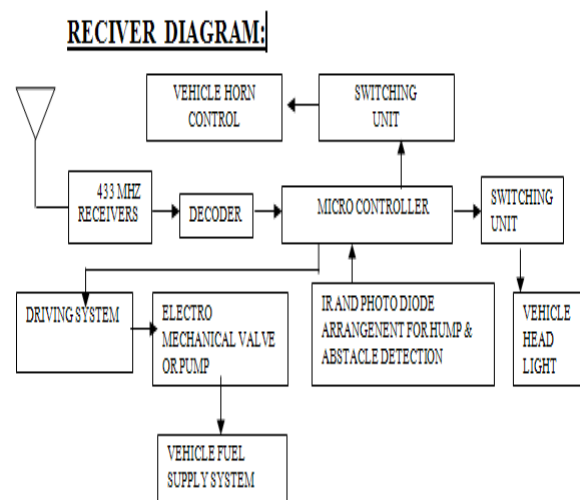 RECIVER DIAGRAM:
VEHICLE HORN
CONTROL
SWITCHING
UNIT
433 MHZ
RECEIVERS
DECODER
MICRO CONTROLLER
SWITCHING
UNIT
DRIVING SYSTEM
ELECTRO
MECHANICAL VALVE
OR PUMP
IR AND PHOTO DIODE
ARRANGENENT FOR HUMP &
ABSTACLE DETECTION
VEHICLE
HEAD
LIGHT
VEHICLE FUEL
SUPPLY SYSTEM